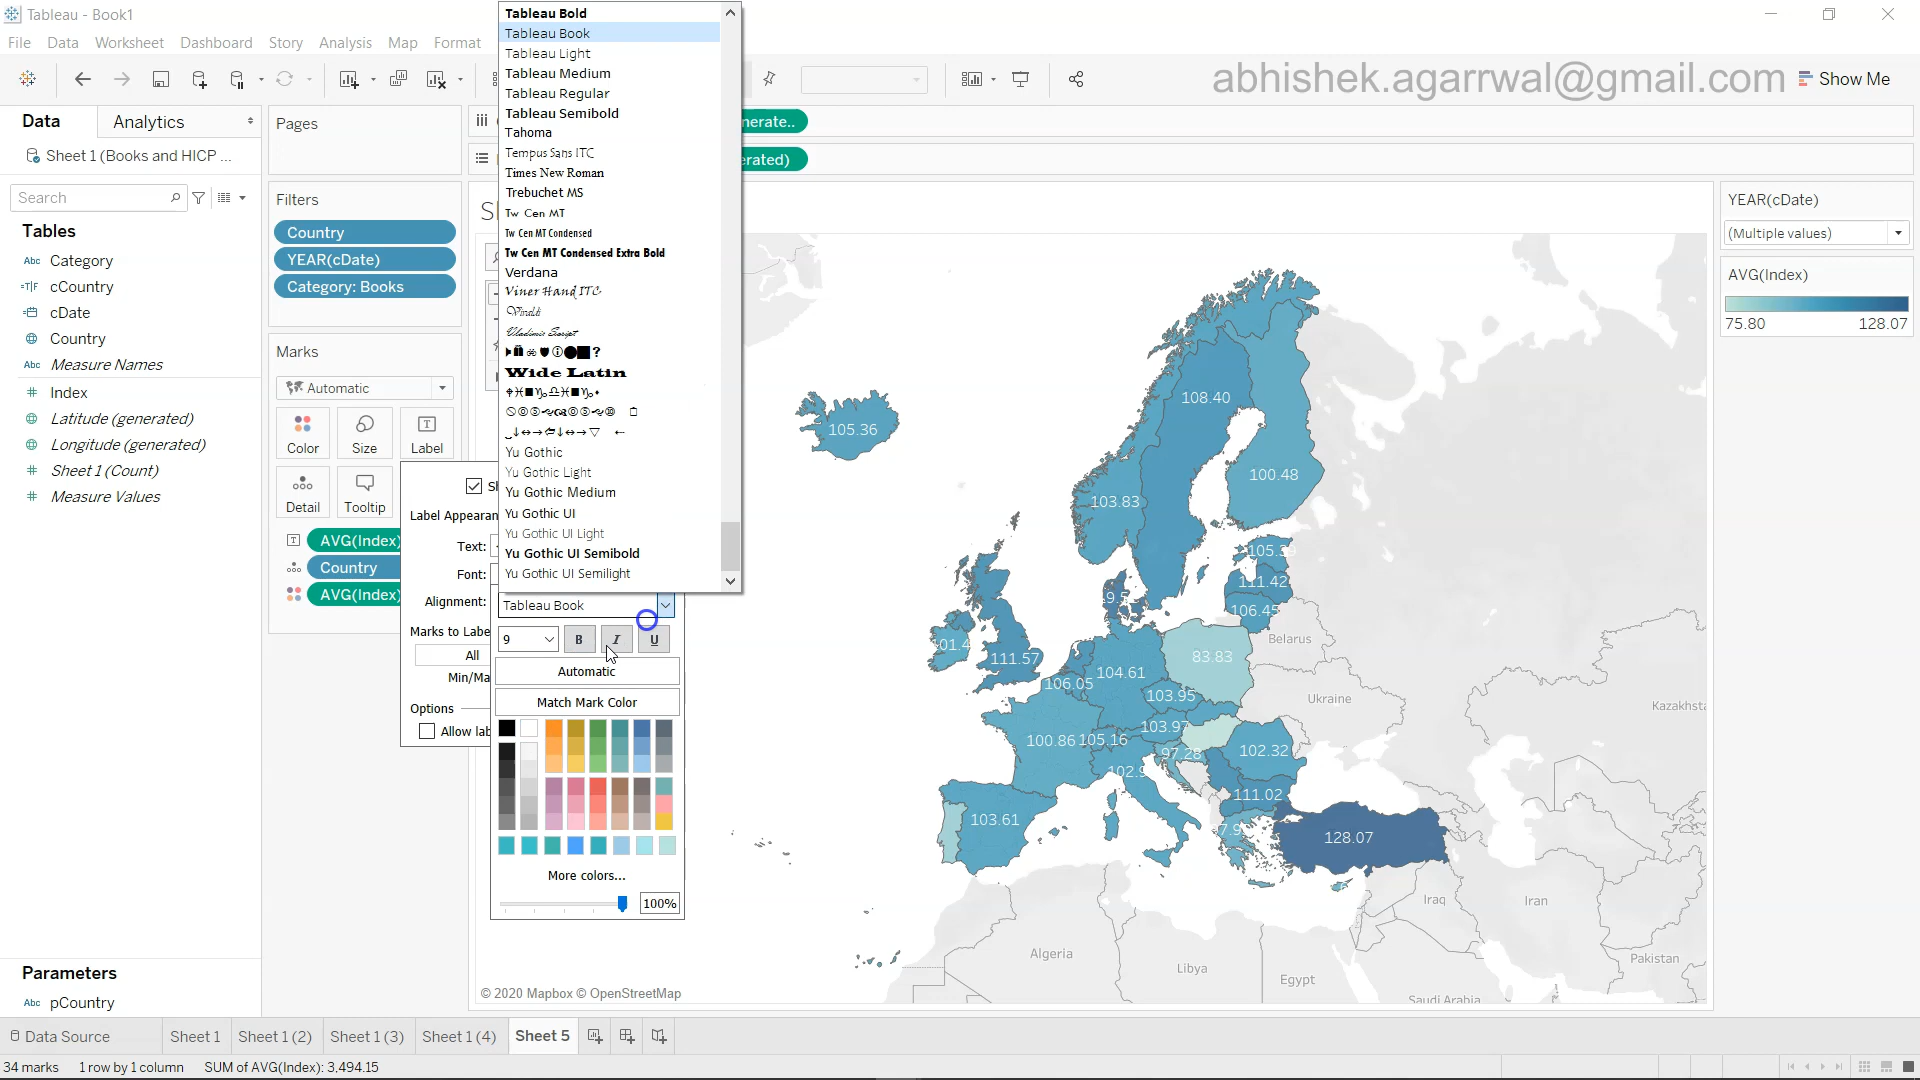 Tableau - Book1
File Data Worksheet Dashboard Story Analysis Map Format
abhishek.agarrwal@gmail.com
Show Me
Data
Analytics
Sheet 1 (Books and HICP ...
Search
Tables
Abc Category
=T|F cCountry
cDate
Country
Abc Measure Names
Index
Latitude (generated)
Longitude (generated)
Sheet 1 (Count)
Measure Values
Parameters
Abc pCountry
Pages
Filters
Country
YEAR(cDate)
Category: Books
Marks
Automatic
Color
Size
Label
Detail
Tooltip
AVG(Index)
Country
AVG(Index)
Label Appearan
Text:
Font:
Alignment:
Marks to Labe
All
Min/Ma
Options
Allow lab
Tableau Bold
Tableau Book
Tableau Light
Tableau Medium
Tableau Regular
Tableau Semibold
Tahoma
Tempus Sans ITC
Times New Roman
Trebuchet MS
Tw Cen MT
Tw Cen MT Condensed
Tw Cen MT Condensed Extra Bold
Verdana
Viner Hand ITC
Vivaldi
Vladimir Script
Wide Latin
Yu Gothic
Yu Gothic Light
Yu Gothic Medium
Yu Gothic UI
Yu Gothic UI Light
Yu Gothic UI Semibold
Yu Gothic UI Semilight
Tableau Book
9 B I U
Automatic
Match Mark Color
More colors...
100%
nerate..
erated)
105.36
108.40
100.48
103.83
111.42
106.45
111.57
83.83
104.61
106.05
103.95
103.97
100.86
105.16
97.28
102.32
111.02
103.61
128.07
Belarus
Ukraine
Kazakhsta
Iraq
Iran
Algeria
Libya
Egypt
Saudi Arabia
Pakistan
© 2020 Mapbox © OpenStreetMap
YEAR(cDate)
(Multiple values)
AVG(Index)
75.80
128.07
Data Source
Sheet 1
Sheet 1 (2)
Sheet 1 (3)
Sheet 1 (4)
Sheet 5
34 marks 1 row by 1 column SUM of AVG(Index): 3,494.15